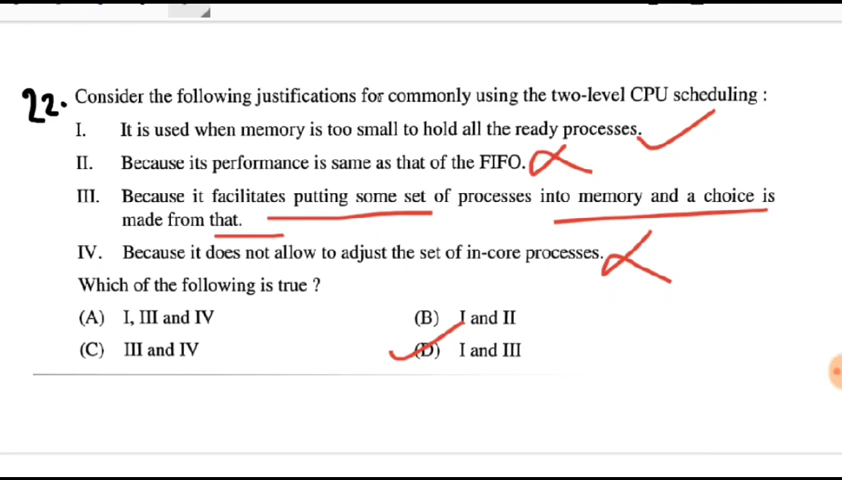 22. Consider the following justifications for commonly using the two-level CPU scheduling :
I. It is used when memory is too small to hold all the ready processes.
II. Because its performance is same as that of the FIFO.
III. Because it facilitates putting some set of processes into memory and a choice is
made from that.
IV. Because it does not allow to adjust the set of in-core processes.
Which of the following is true ?
(A) I, III and IV (B) I and II
(C) III and IV (D) I and III